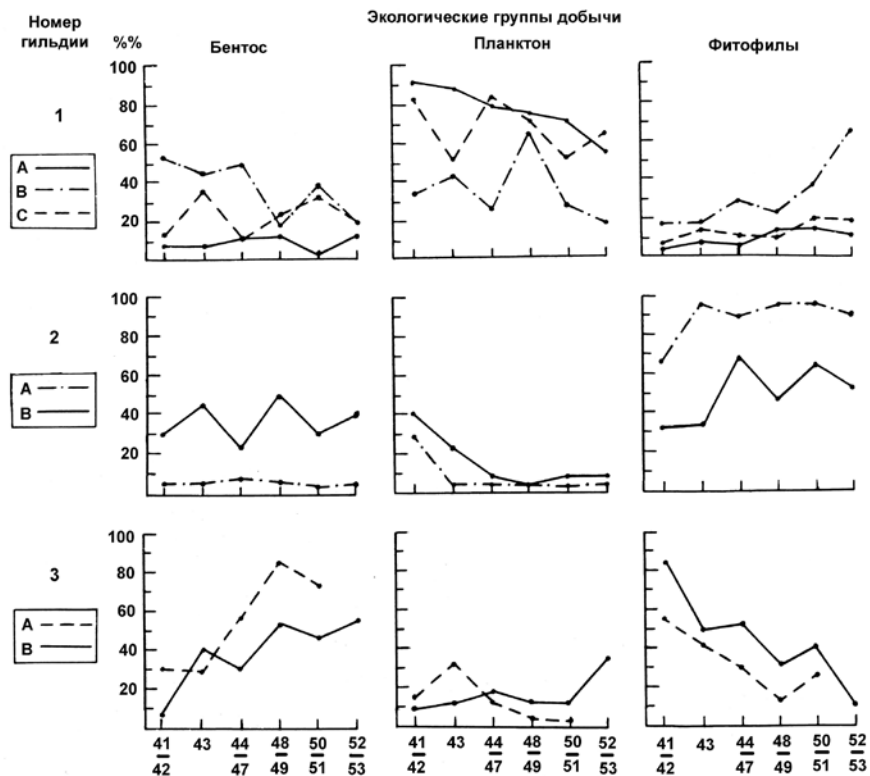 Номер гильдии
Экологические группы добычи
%% Бентос Планктон Фитофилы
1
100
80
60
40
20
A
B
C
2
100
80
60
40
20
A
B
3
100
80
60
40
20
A
B
41 43 44 48 50 52 41 43 44 48 50 52 41 43 44 48 50 52
42 47 49 51 53 42 47 49 51 53 42 47 49 51 53